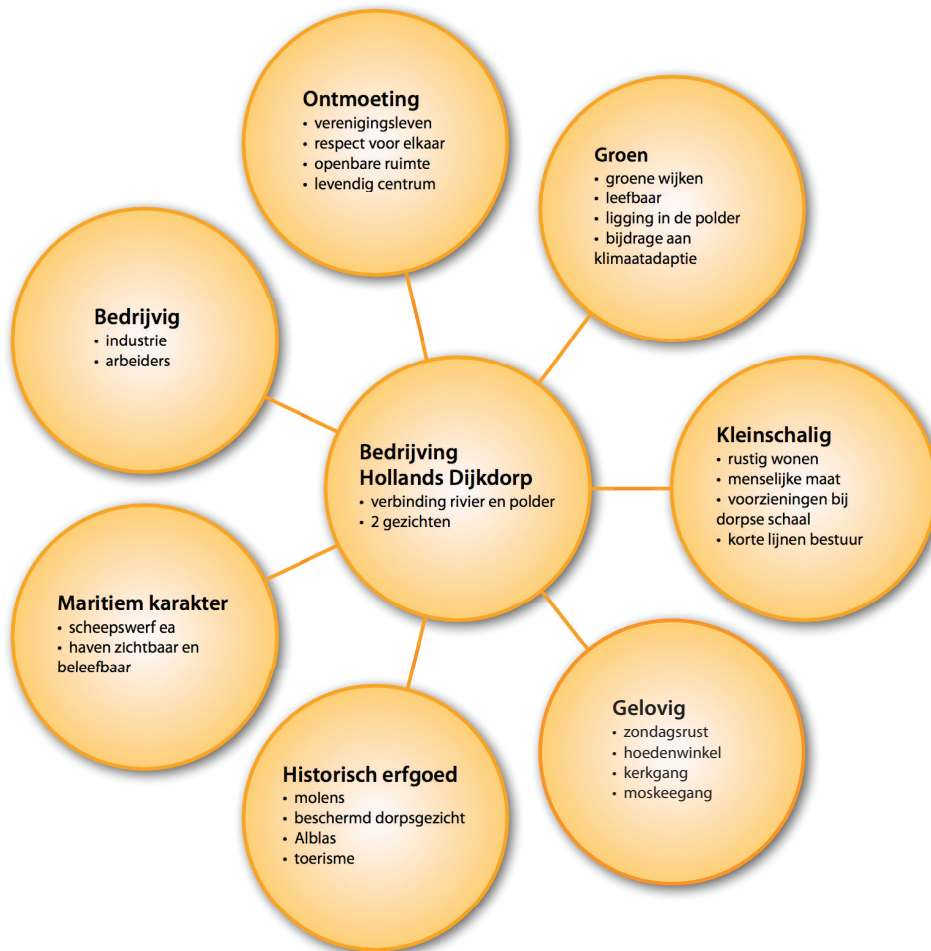 Ontmoeting
• verenigingsleven
• respect voor elkaar
• openbare ruimte
• levendig centrum
Groen
• groene wijken
• leefbaar
• ligging in de polder
• bijdrage aan
klimaatadaptie
Bedrijvig
• industrie
• arbeiders
Bedrijving
Hollands Dijkdorp
• verbinding rivier en polder
• 2 gezichten
Kleinschalig
• rustig wonen
• menselijke maat
• voorzieningen bij
dorpse schaal
• korte lijnen bestuur
Maritiem karakter
• scheepswerf ea
• haven zichtbaar en
beleefbaar
Gelovig
• zondagsrust
• hoedenwinkel
• kerkgang
• moskeegang
Historisch erfgoed
• molens
• beschermd dorpsgezicht
• Alblas
• toerisme